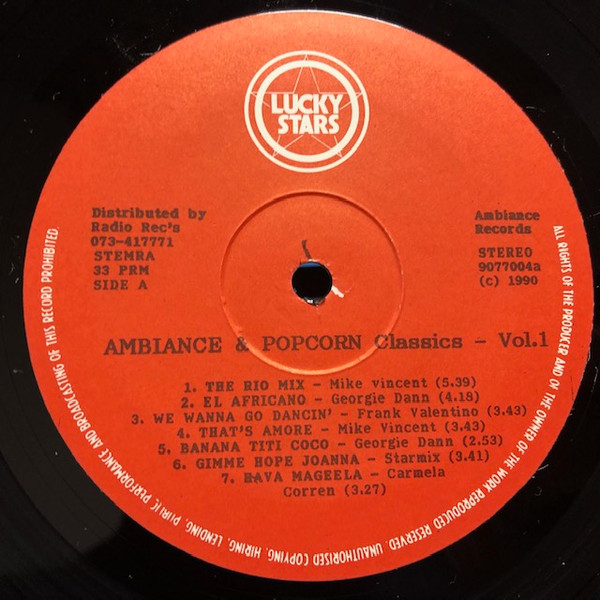 LUCKY
STARS
Distributed by
Radio Rec's
073-417771
STEMRA
33 PRM
SIDE A
Ambiance
Records
STEREO
9077004a
(c) 1990
AMBIANCE & POPCORN Classics - Vol.1
1. THE RIO MIX - Mike vincent (5.39)
2. EL AFRICANO - Georgie Dann (4.18)
3. WE WANNA GO DANCIN' - Frank Valentino (3.43)
4. THAT'S AMORE - Mike Vincent (3.43)
5. BANANA TITI COCO - Georgie Dann (2.53)
6. GIMME HOPE JOANNA - Starmix (3.41)
7. HAVA MAGEELA - Carmela
Corren (3.27)
ALL RIGHTS OF THE PRODUCER AND OF THE OWNER OF THE WORK REPRODUCED RESERVED. UNAUTHORISED COPYING, HIRING, LENDING, PUBLIC PERFORMANCE AND BROADCASTING OF THIS RECORD PROHIBITED.